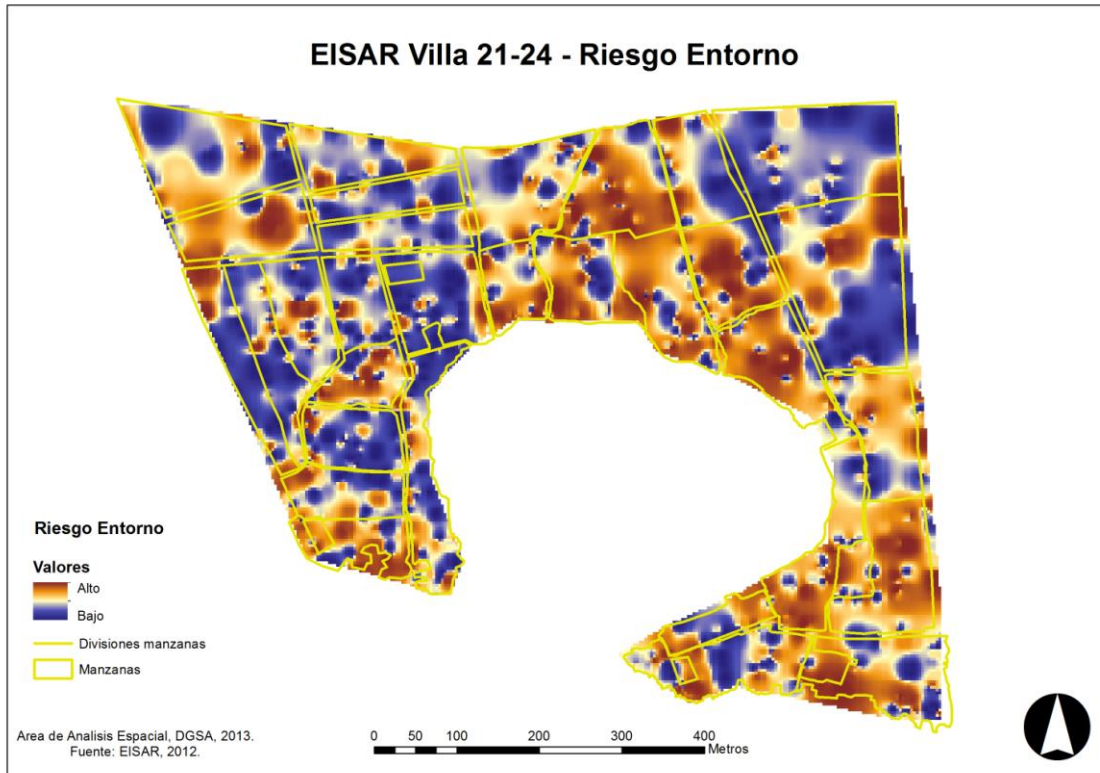 EISAR Villa 21-24 - Riesgo Entorno
Riesgo Entorno
Valores
Alto
Bajo
Divisiones manzanas
Manzanas
Area de Analisis Espacial, DGSA, 2013.
Fuente: EISAR, 2012.
0 50 100 200 300 400
Metros